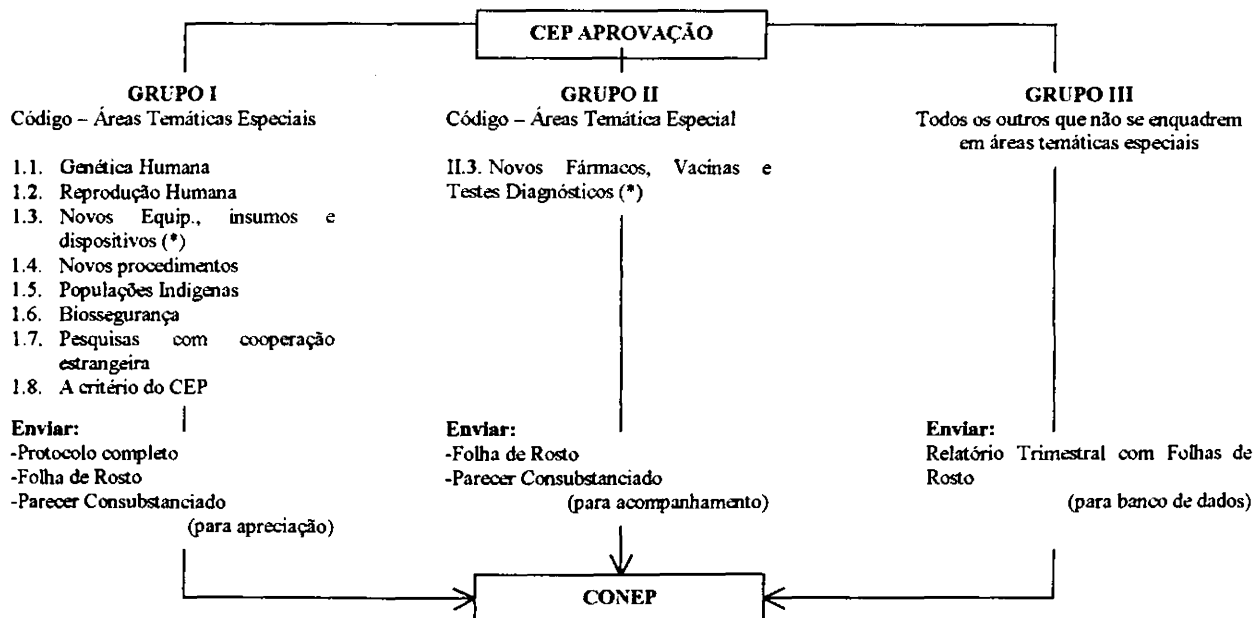 CEP APROVAÇÃO
GRUPO I
Código – Áreas Temáticas Especiais
1.1. Genética Humana
1.2. Reprodução Humana
1.3. Novos Equip., insumos e
dispositivos (*)
1.4. Novos procedimentos
1.5. Populações Indigenas
1.6. Biossegurança
1.7. Pesquisas com cooperação
estrangeira
1.8. A critério do CEP
Enviar:
-Protocolo completo
-Folha de Rosto
-Parecer Consubstanciado
(para apreciação)
GRUPO II
Código – Áreas Temática Especial
II.3. Novos Fármacos, Vacinas e
Testes Diagnósticos (*)
Enviar:
-Folha de Rosto
-Parecer Consubstanciado
(para acompanhamento)
GRUPO III
Todos os outros que não se enquadrem
em áreas temáticas especiais
Enviar:
Relatório Trimestral com Folhas de
Rosto
(para banco de dados)
CONEP